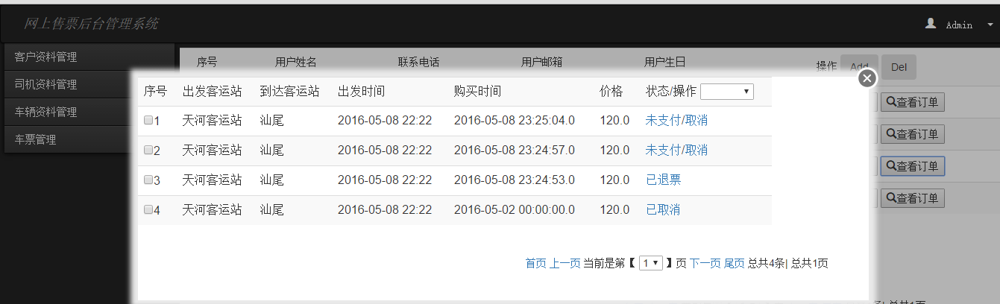 网上售票后台管理系统
Admin
客户资料管理
司机资料管理
车辆资料管理
车票管理
序号 用户姓名 联系电话 用户邮箱 用户生日 操作 Add Del
查看订单
查看订单
查看订单
查看订单
序号 出发客运站 到达客运站 出发时间 购买时间 价格 状态/操作
1 天河客运站 汕尾 2016-05-08 22:22 2016-05-08 23:25:04.0 120.0 未支付/取消
2 天河客运站 汕尾 2016-05-08 22:22 2016-05-08 23:24:57.0 120.0 未支付/取消
3 天河客运站 汕尾 2016-05-08 22:22 2016-05-08 23:24:53.0 120.0 已退票
4 天河客运站 汕尾 2016-05-08 22:22 2016-05-02 00:00:00.0 120.0 已取消
首页 上一页 当前是第【 1 】页 下一页 尾页 总共4条| 总共1页